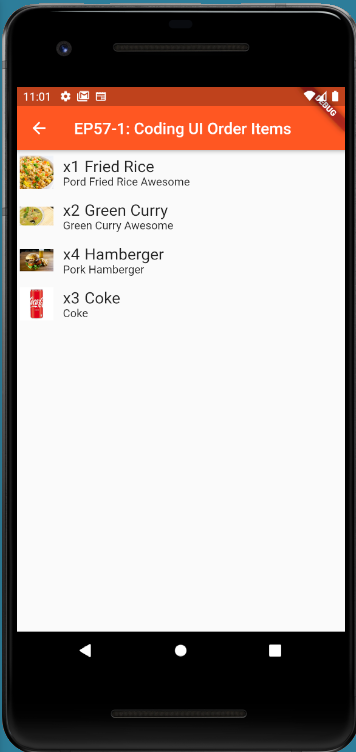 11:01
DEBUG
EP57-1: Coding UI Order Items
x1 Fried Rice
Pord Fried Rice Awesome
x2 Green Curry
Green Curry Awesome
x4 Hamberger
Pork Hamberger
x3 Coke
Coke